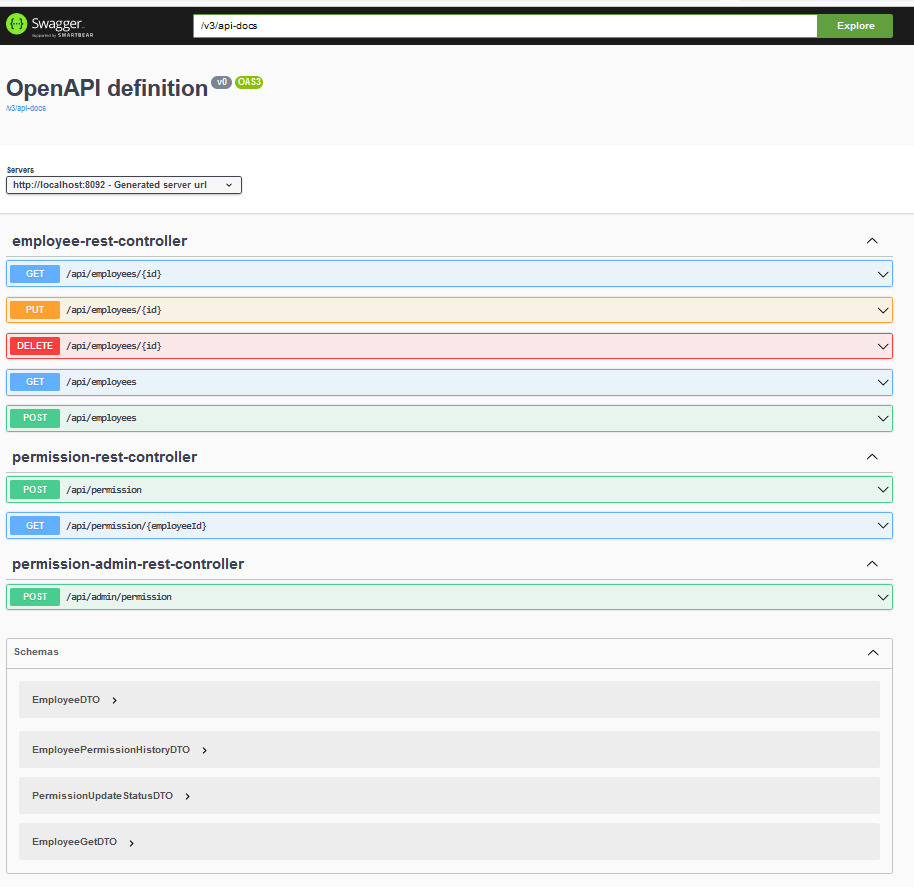 Swagger
Supported by SMARTBEAR
/v3/api-docs
Explore
OpenAPI definition v0 OAS3
/v3/api-docs
Servers
http://localhost:8092 - Generated server url
employee-rest-controller
GET /api/employees/{id}
PUT /api/employees/{id}
DELETE /api/employees/{id}
GET /api/employees
POST /api/employees
permission-rest-controller
POST /api/permission
GET /api/permission/{employeeId}
permission-admin-rest-controller
POST /api/admin/permission
Schemas
EmployeeDTO
EmployeePermissionHistoryDTO
PermissionUpdateStatusDTO
EmployeeGetDTO